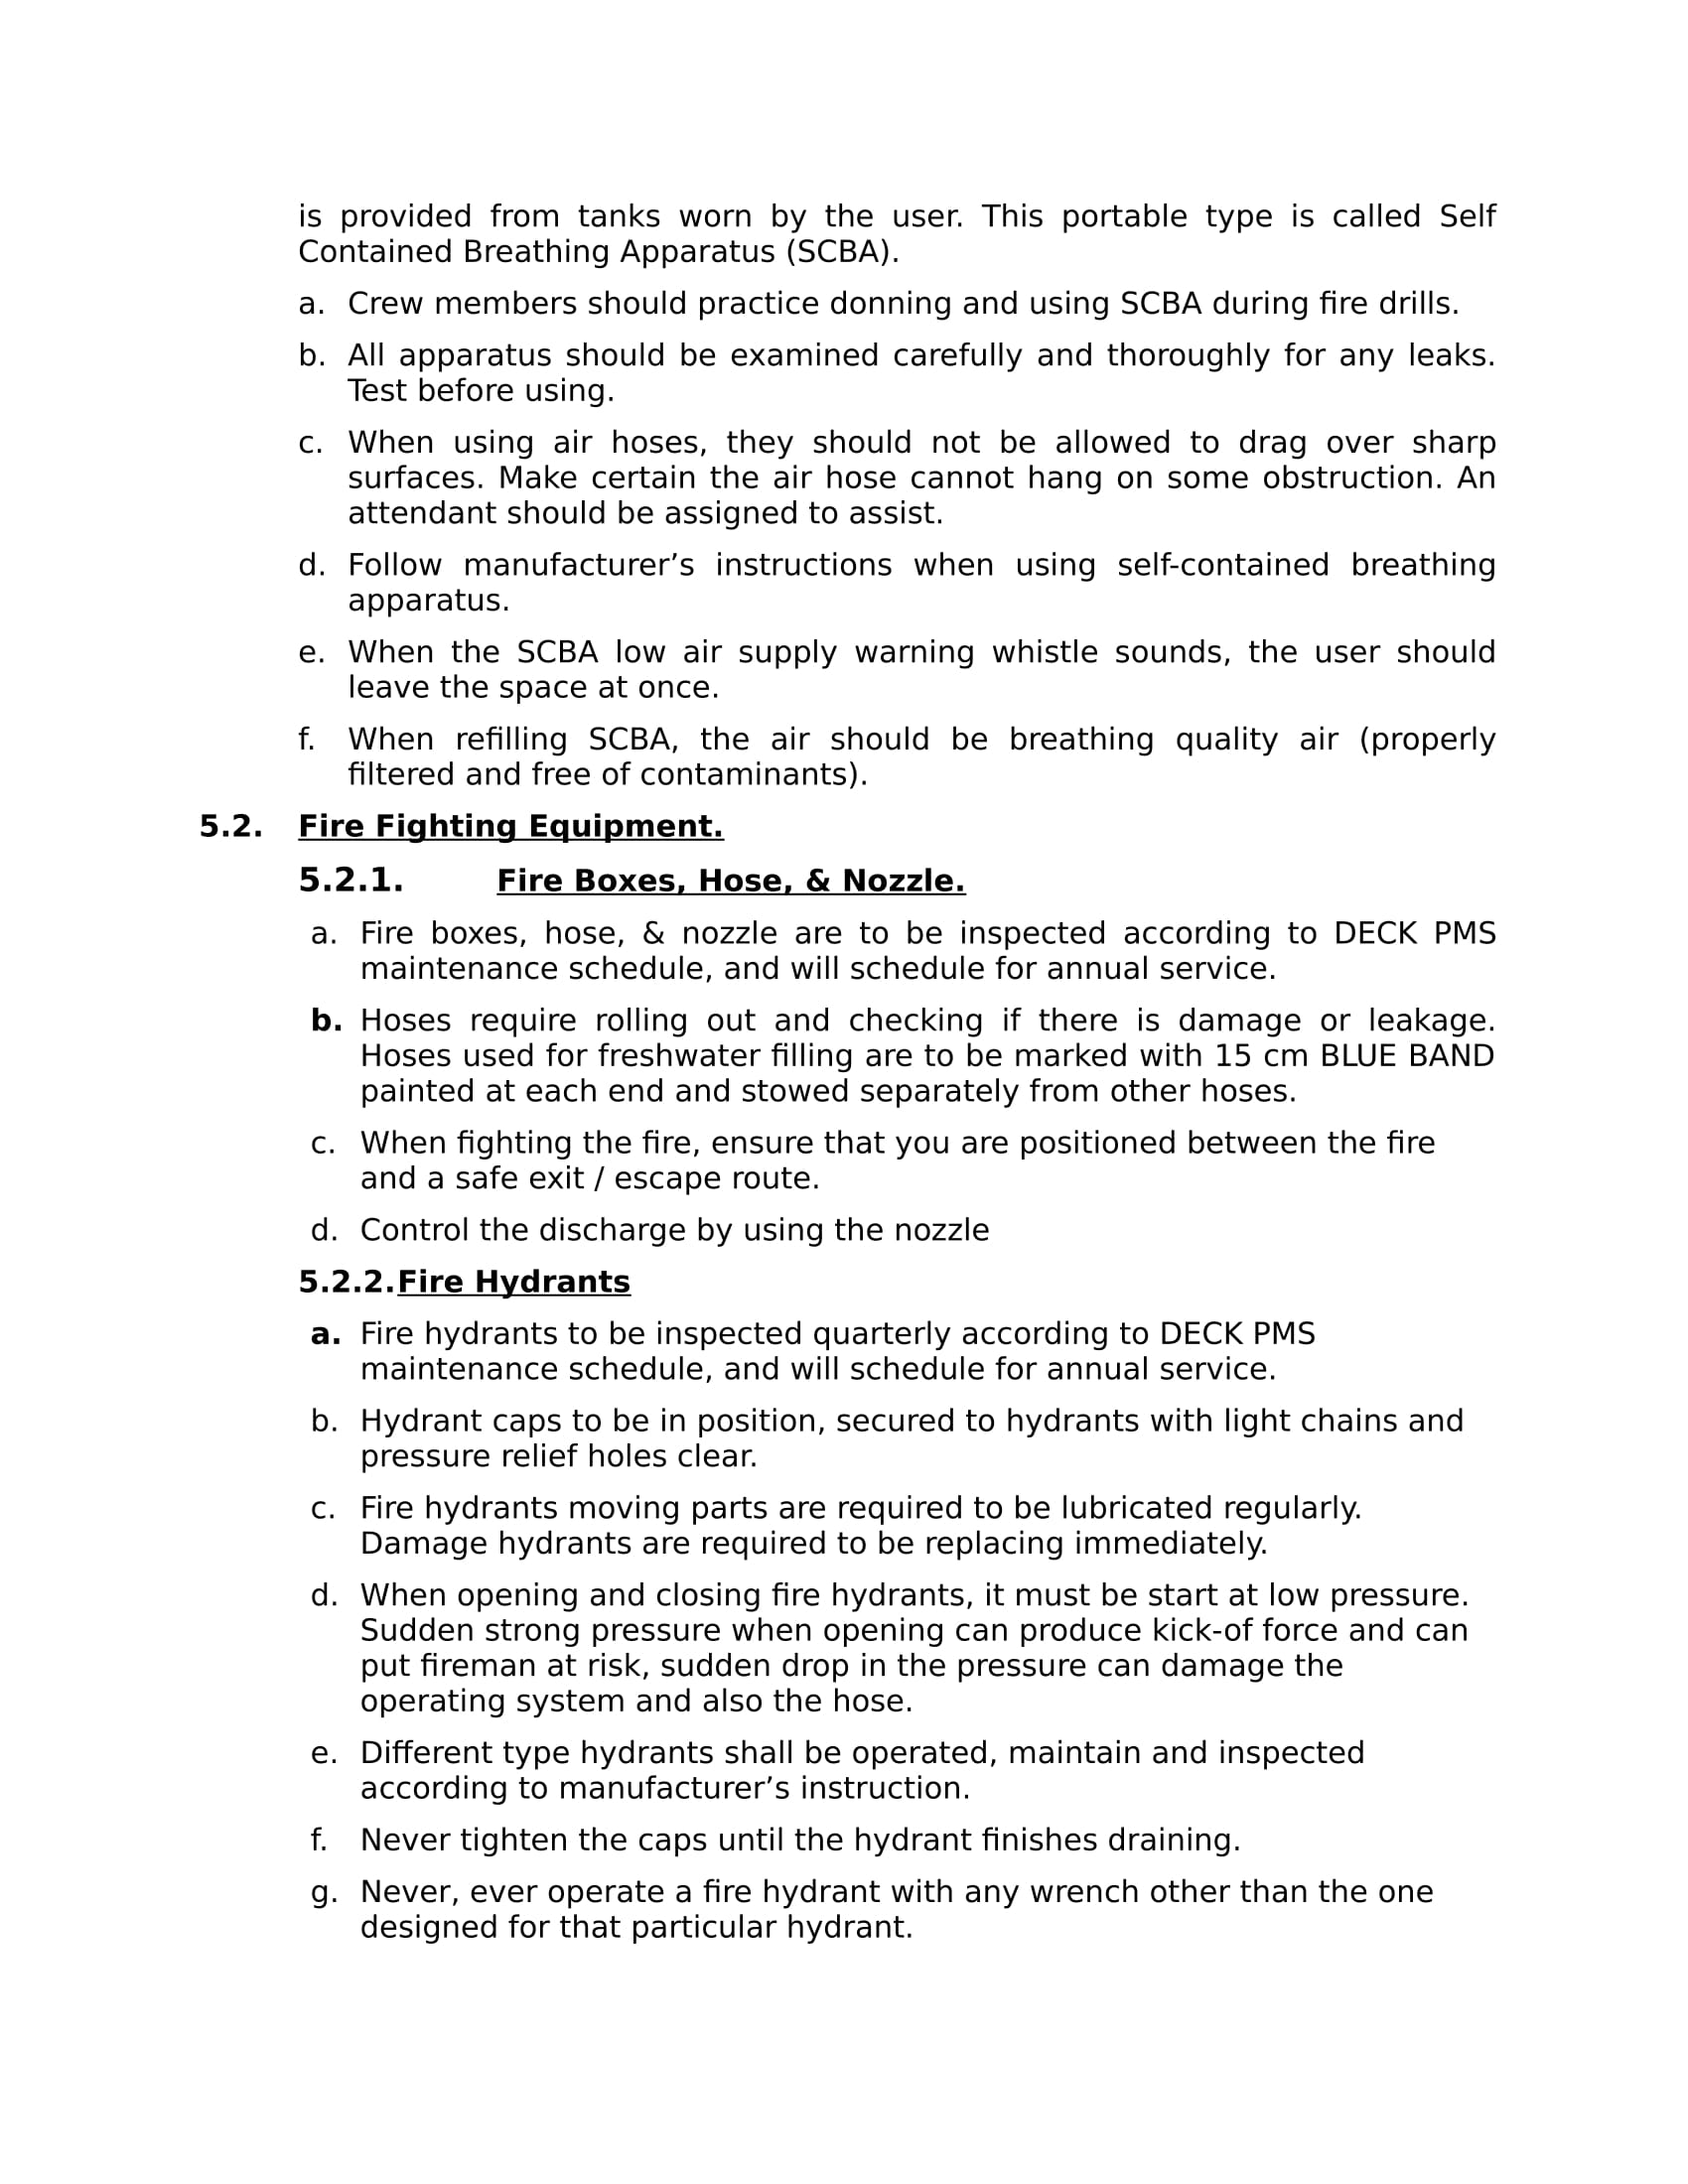 is provided from tanks worn by the user. This portable type is called Self
Contained Breathing Apparatus (SCBA).
a. Crew members should practice donning and using SCBA during fire drills.
b. All apparatus should be examined carefully and thoroughly for any leaks.
Test before using.
c. When using air hoses, they should not be allowed to drag over sharp
surfaces. Make certain the air hose cannot hang on some obstruction. An
attendant should be assigned to assist.
d. Follow manufacturer’s instructions when using self-contained breathing
apparatus.
e. When the SCBA low air supply warning whistle sounds, the user should
leave the space at once.
f. When refilling SCBA, the air should be breathing quality air (properly
filtered and free of contaminants).
5.2. Fire Fighting Equipment.
5.2.1. Fire Boxes, Hose, & Nozzle.
a. Fire boxes, hose, & nozzle are to be inspected according to DECK PMS
maintenance schedule, and will schedule for annual service.
b. Hoses require rolling out and checking if there is damage or leakage.
Hoses used for freshwater filling are to be marked with 15 cm BLUE BAND
painted at each end and stowed separately from other hoses.
c. When fighting the fire, ensure that you are positioned between the fire
and a safe exit / escape route.
d. Control the discharge by using the nozzle
5.2.2. Fire Hydrants
a. Fire hydrants to be inspected quarterly according to DECK PMS
maintenance schedule, and will schedule for annual service.
b. Hydrant caps to be in position, secured to hydrants with light chains and
pressure relief holes clear.
c. Fire hydrants moving parts are required to be lubricated regularly.
Damage hydrants are required to be replacing immediately.
d. When opening and closing fire hydrants, it must be start at low pressure.
Sudden strong pressure when opening can produce kick-of force and can
put fireman at risk, sudden drop in the pressure can damage the
operating system and also the hose.
e. Different type hydrants shall be operated, maintain and inspected
according to manufacturer’s instruction.
f. Never tighten the caps until the hydrant finishes draining.
g. Never, ever operate a fire hydrant with any wrench other than the one
designed for that particular hydrant.